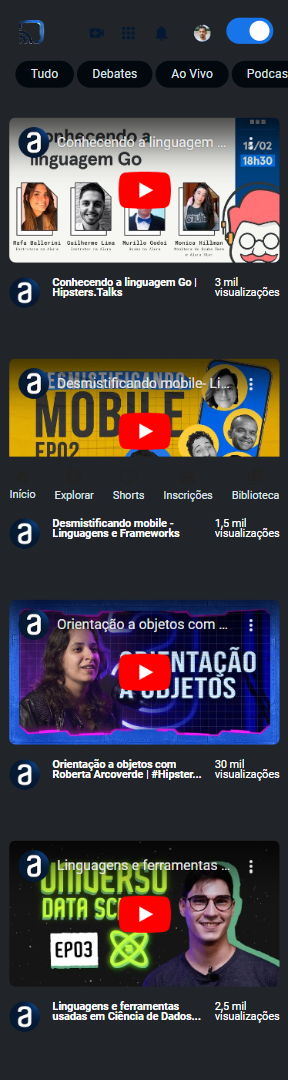 Tudo
Debates
Ao Vivo
Podcas
Conhecendo a linguagem ...
onhecendo a
linguagem Go
18h30
Rafa Ballerini
Guilherme Lima
Murillo Godoi
Monica Hillman
Conhecendo a linguagem Go |
Hipsters.Talks
3 mil
visualizações
Desmistificando mobile- Li...
DESMISTIFICANDO
MOBILE
EP02
Início
Explorar
Shorts
Inscrições
Biblioteca
Desmistificando mobile -
Linguagens e Frameworks
1,5 mil
visualizações
Orientação a objetos com ...
ORIENTAÇÃO
A OBJETOS
Orientação a objetos com
Roberta Arcoverde | #Hipster...
30 mil
visualizações
Linguagens e ferramentas ...
UNIVERSO
DATA SC
EP03
Linguagens e ferramentas
usadas em Ciência de Dados...
2,5 mil
visualizações